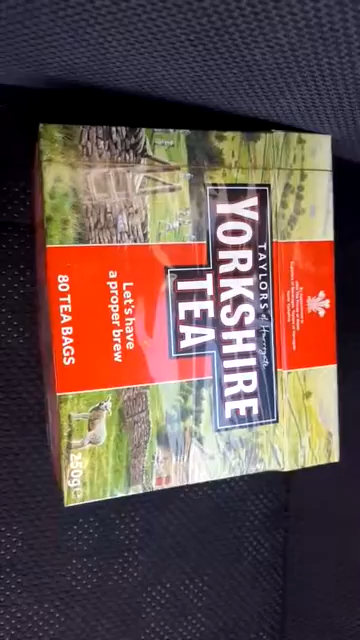 TAYLORS of Harrogate
YORKSHIRE
TEA
Let's have
a proper brew
80 TEA BAGS
250g e